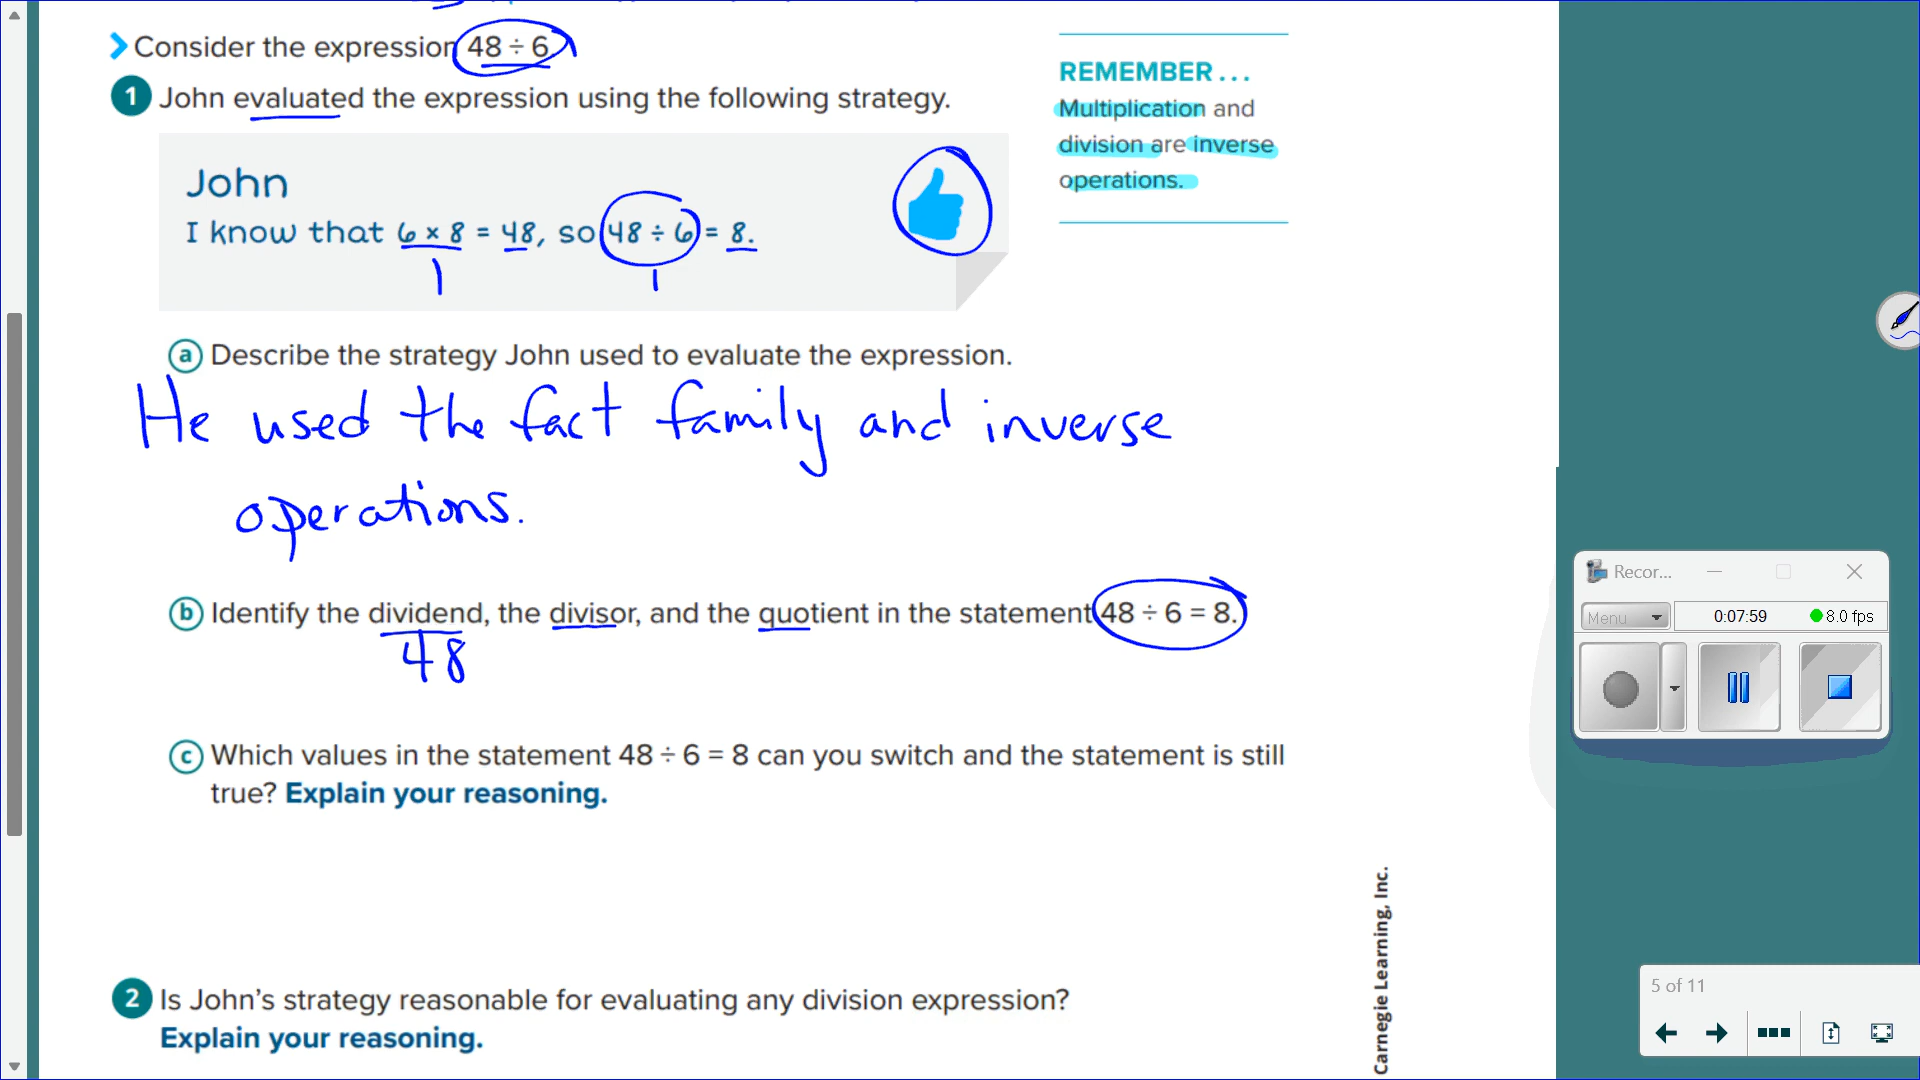 Consider the expression 48 ÷ 6.
1 John evaluated the expression using the following strategy.
John
I know that 6 × 8 = 48, so 48 ÷ 6 = 8.
REMEMBER...
Multiplication and
division are inverse
operations.
a Describe the strategy John used to evaluate the expression.
He used the fact family and inverse
operations.
b Identify the dividend, the divisor, and the quotient in the statement 48 ÷ 6 = 8.
48
c Which values in the statement 48 ÷ 6 = 8 can you switch and the statement is still
true? Explain your reasoning.
2 Is John's strategy reasonable for evaluating any division expression?
Explain your reasoning.
Carnegie Learning, Inc.
Recor...
Menu 0:07:59 8.0 fps
5 of 11